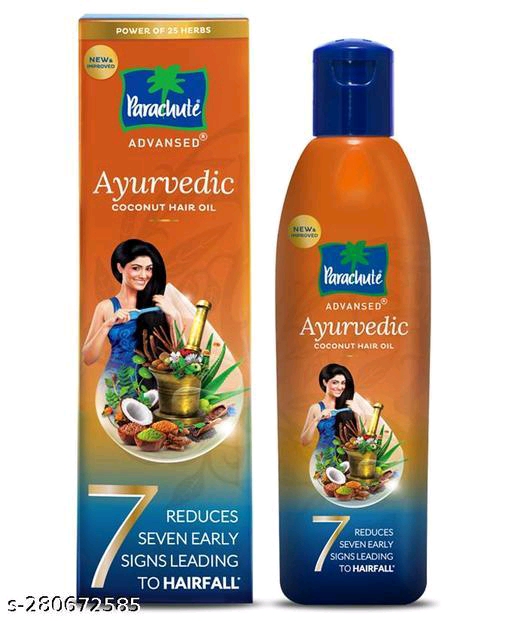 POWER OF 25 HERBS
NEW&
IMPROVED
Parachute
ADVANSED®
Ayurvedic
COCONUT HAIR OIL
7
REDUCES
SEVEN EARLY
SIGNS LEADING
TO HAIRFALL*
NEW&
IMPROVED
Parachute
ADVANSED®
Ayurvedic
COCONUT HAIR OIL
7
REDUCES
SEVEN EARLY
SIGNS LEADING
TO HAIRFALL*
s-280672585